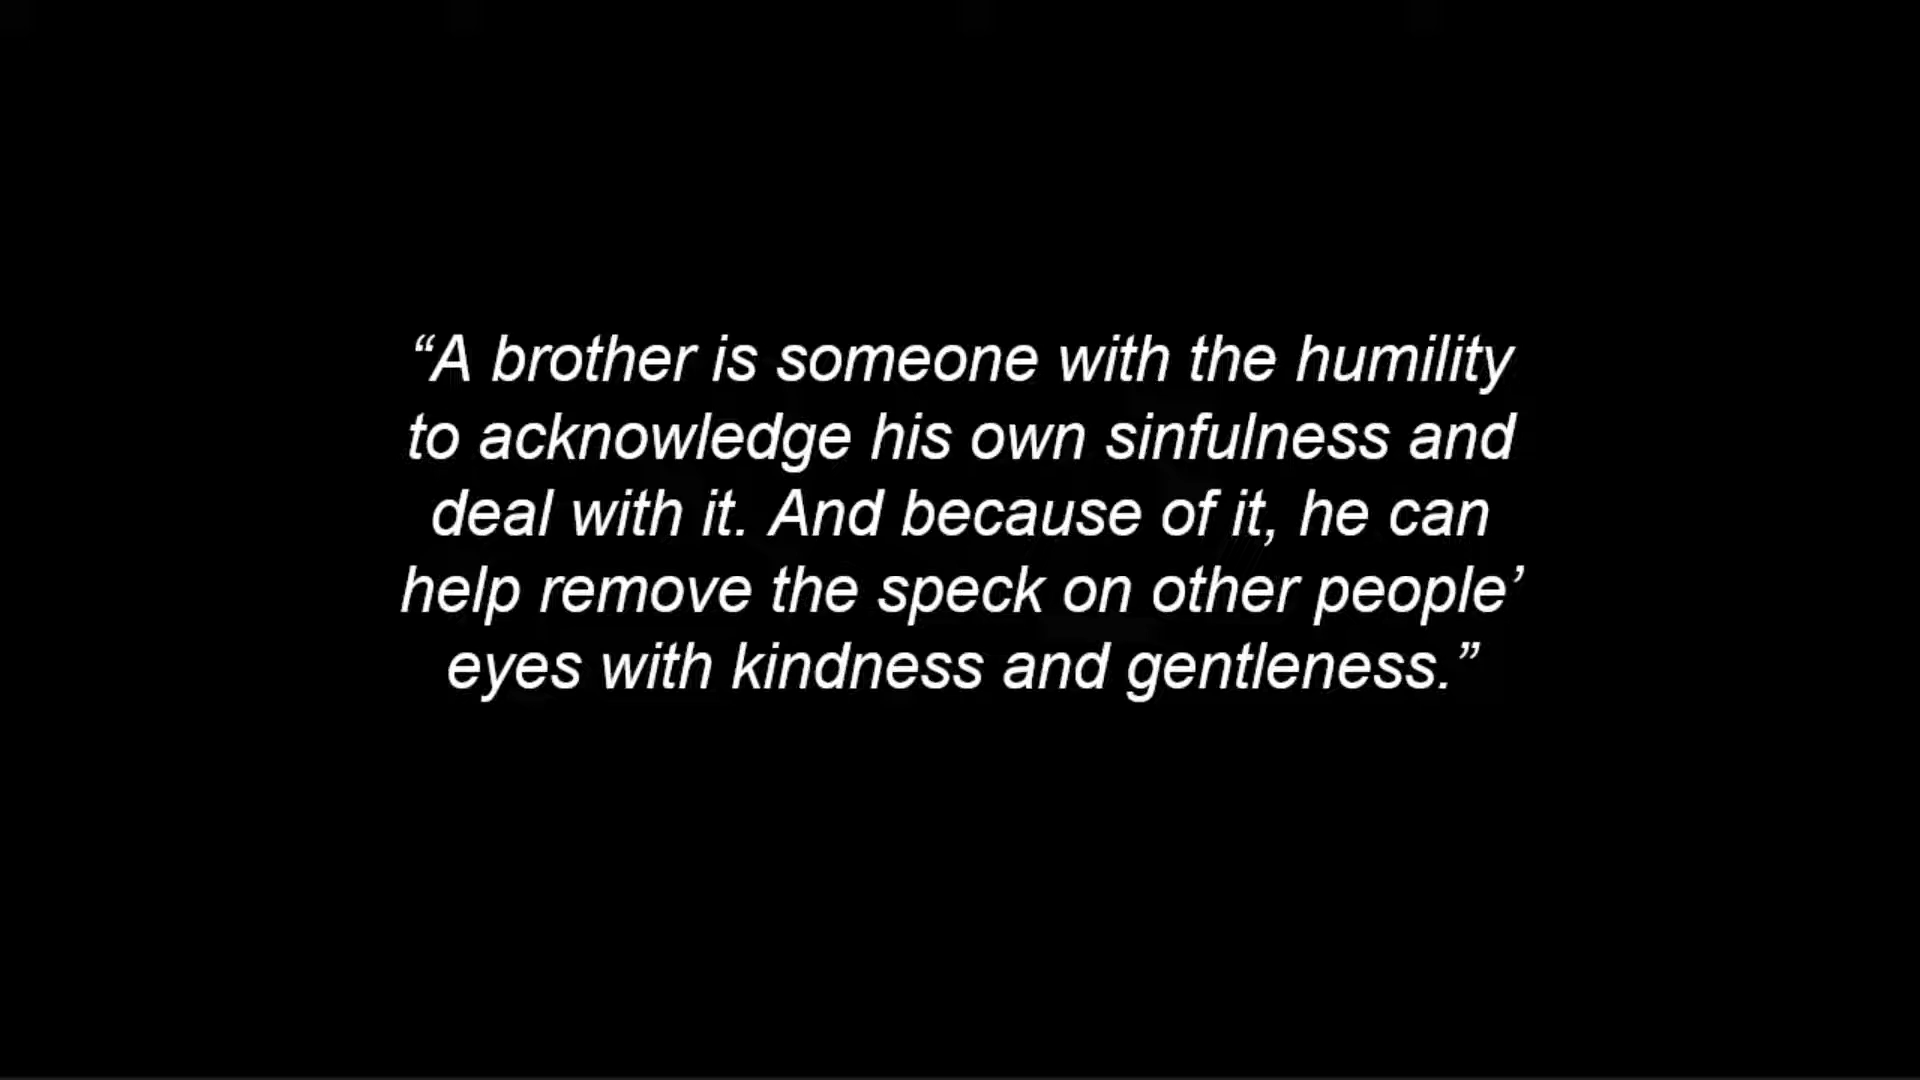 “A brother is someone with the humility
to acknowledge his own sinfulness and
deal with it. And because of it, he can
help remove the speck on other people’
eyes with kindness and gentleness.”